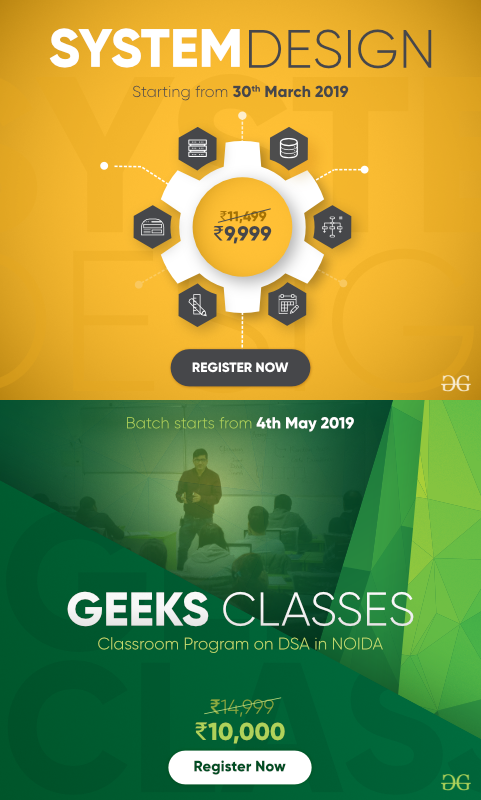 SYSTEM DESIGN
Starting from 30th March 2019
₹11,499
₹9,999
REGISTER NOW
GG
Batch starts from 4th May 2019
GEEKS CLASSES
Classroom Program on DSA in NOIDA
₹14,999
₹10,000
Register Now
GG